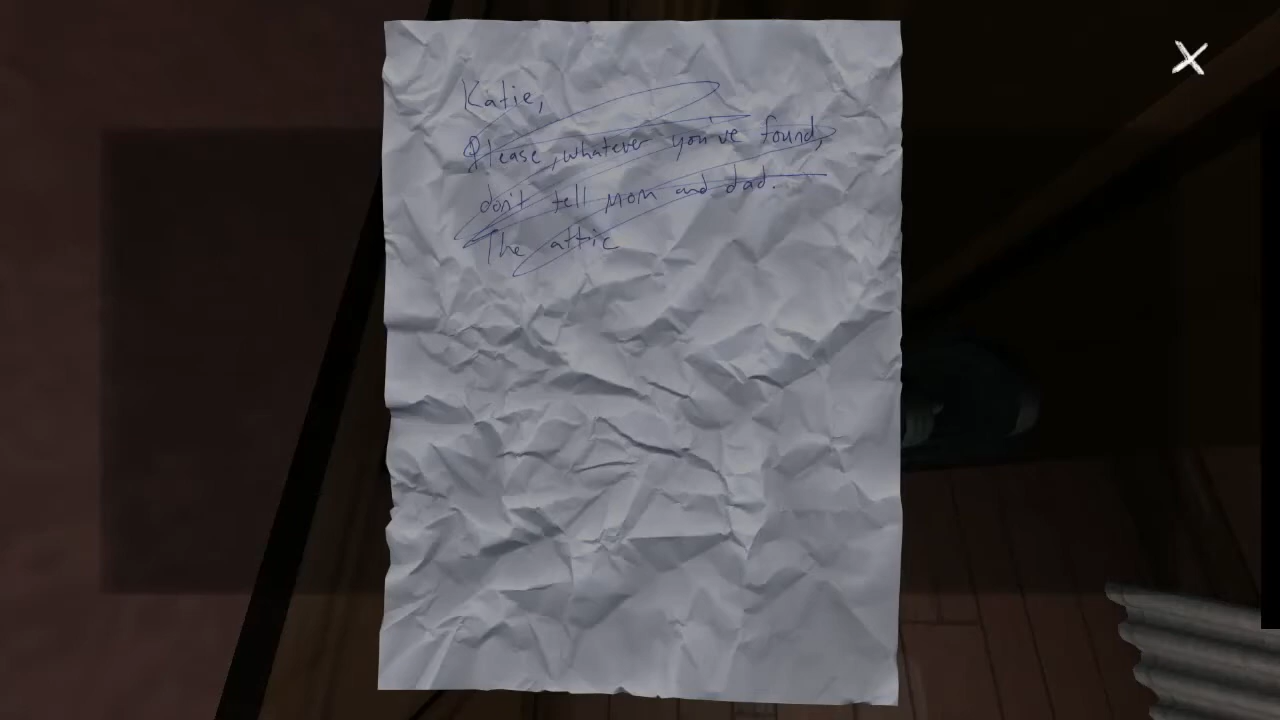 Katie,
Please, whatever you've found,
don't tell Mom and dad.
The attic